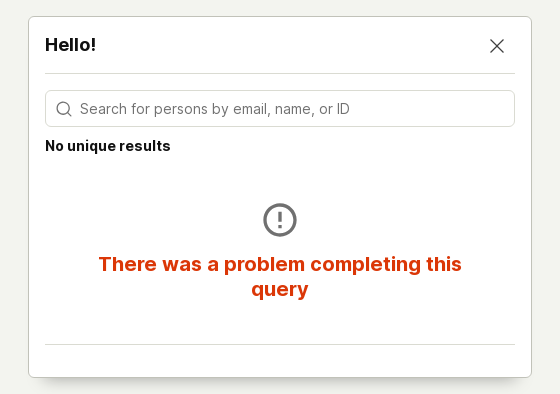 Hello!
Search for persons by email, name, or ID
No unique results
There was a problem completing this
query